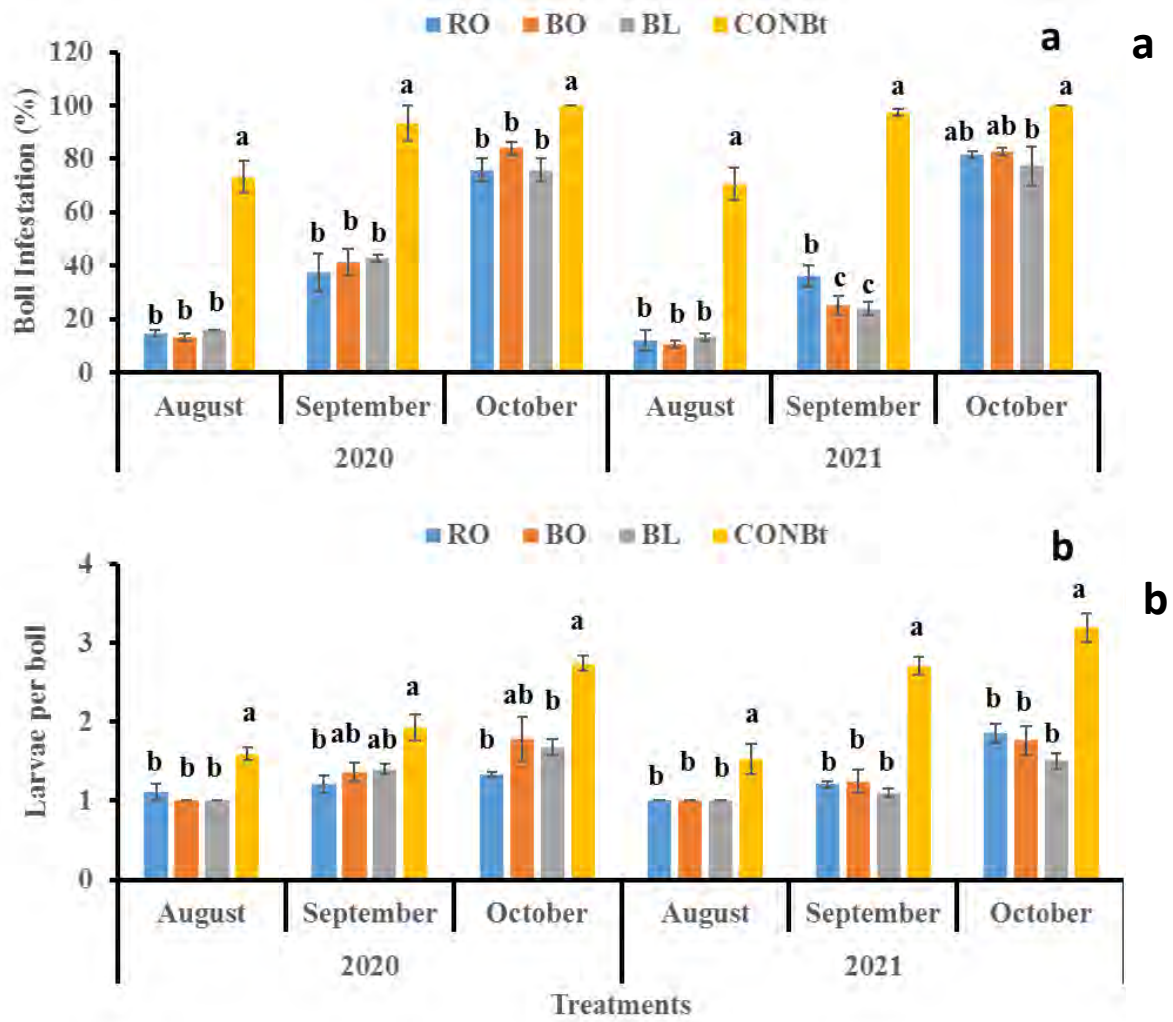 RO BO BL CONBt
a a
Boll Infestation (%)
120
100
80
60
40
20
0
b b b a
b b b a
b b b a
b b b a
b c c a
ab ab b a
August September October August September October
2020 2021
RO BO BL CONBt
b b
Larvae per boll
4
3
2
1
0
b b b a
b ab ab a
b ab b a
b b b a
b b b a
b b b a
August September October August September October
2020 2021
Treatments